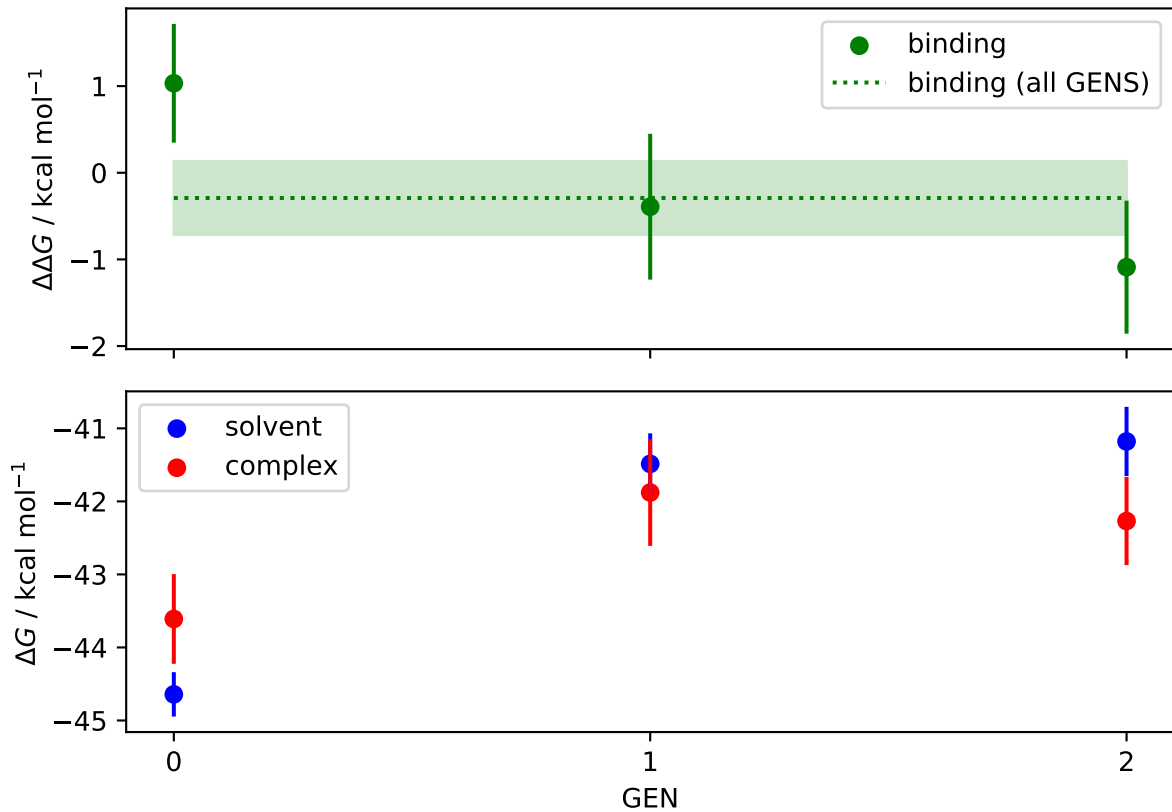 ΔΔG / kcal mol⁻¹
1
0
−1
−2
binding
binding (all GENS)
ΔG / kcal mol⁻¹
−41
−42
−43
−44
−45
solvent
complex
0 1 2
GEN